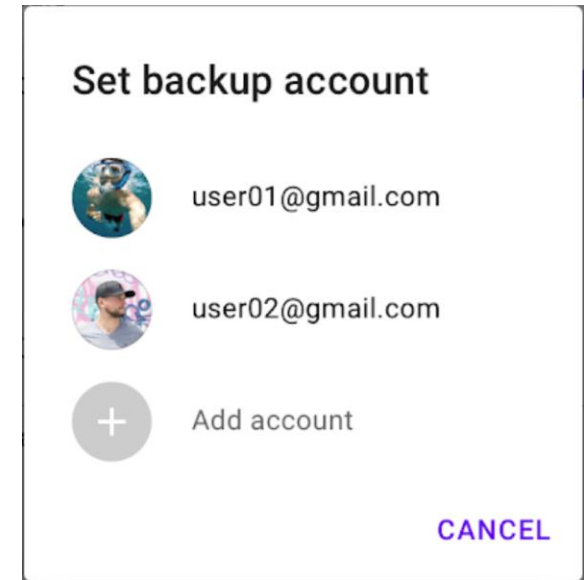 Set backup account
user01@gmail.com
user02@gmail.com
Add account
CANCEL